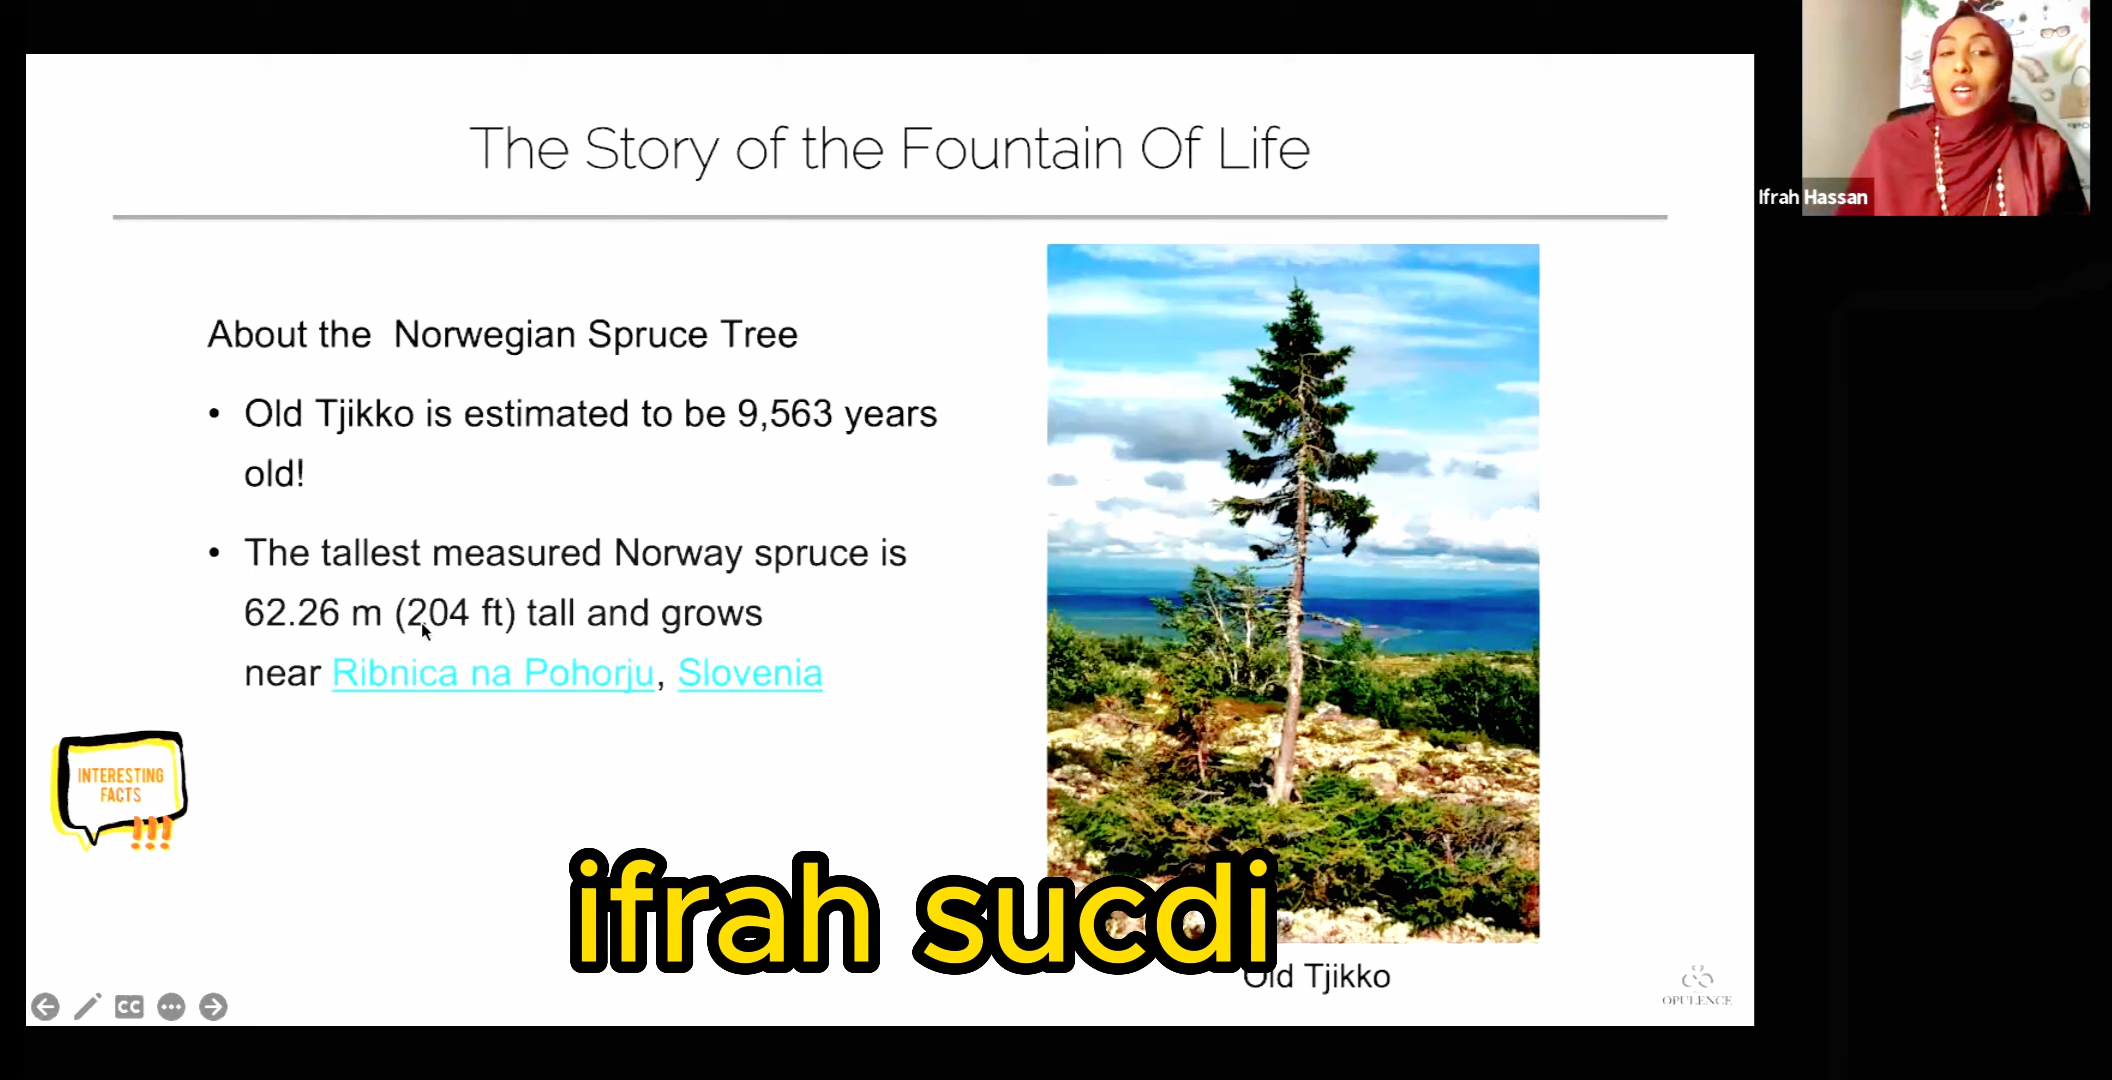 The Story of the Fountain Of Life
Ifrah Hassan
About the Norwegian Spruce Tree
• Old Tjikko is estimated to be 9,563 years
old!
• The tallest measured Norway spruce is
62.26 m (204 ft) tall and grows
near Ribnica na Pohorju, Slovenia
INTERESTING
FACTS
!!!
ifrah sucdi
Old Tjikko
CC
OPULENCE